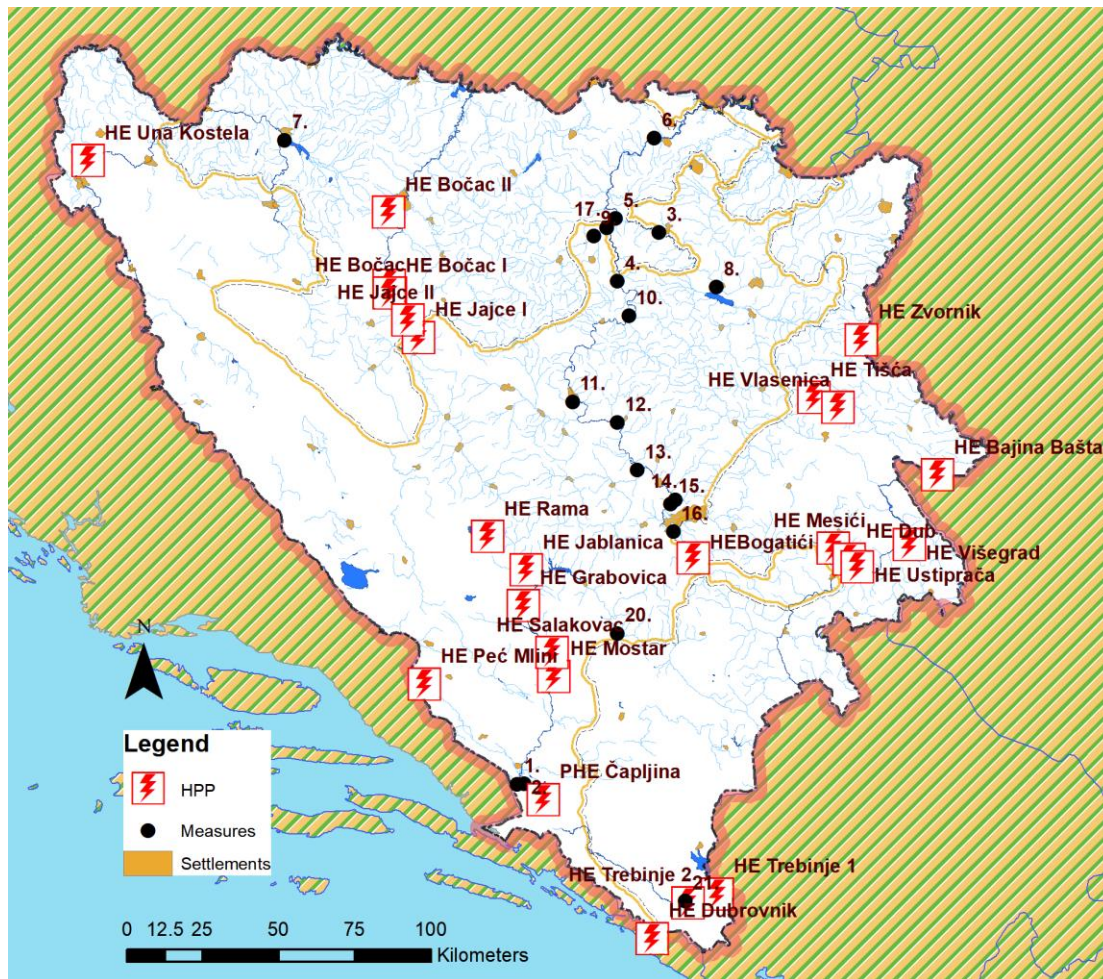 7.
6.
HE Una Kostela
HE Bočac II
17.
5.
9.
3.
HE Bočac
HE Bočac I
4.
8.
HE Jajce II
HE Jajce I
10.
HE Zvornik
HE Vlasenica
HE Tišća
11.
12.
HE Bajina Bašta
13.
14.
15.
HE Rama
16.
HE Mesići
HE Dub
HE Jablanica
HEBogatići
HE Višegrad
HE Grabovica
HE Ustiprača
HE Salakovac
20.
HE Mostar
HE Peć Mlini
N
Legend
HPP
Measures
Settlements
1.
2.
PHE Čapljina
HE Trebinje 2
21.
HE Trebinje 1
HE Dubrovnik
0 12.5 25 50 75 100
Kilometers